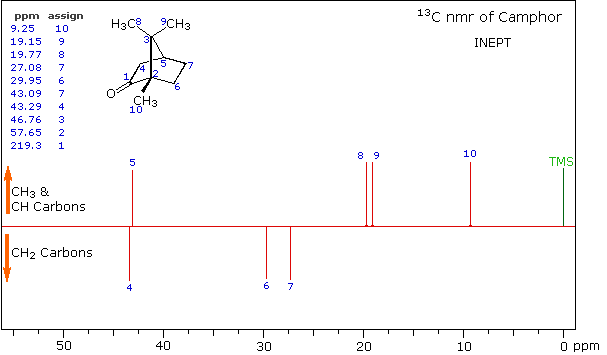 ¹³C nmr of Camphor
INEPT
ppm assign
9.25 10
19.15 9
19.77 8
27.08 7
29.95 6
43.09 7
43.29 4
46.76 3
57.65 2
219.3 1
H₃C 8 9 CH₃
3
4 5 7
1 2 6
O
CH₃
10
5 8 9 10 TMS
CH₃ &
CH Carbons
CH₂ Carbons
4 6 7
50 40 30 20 10 0 ppm